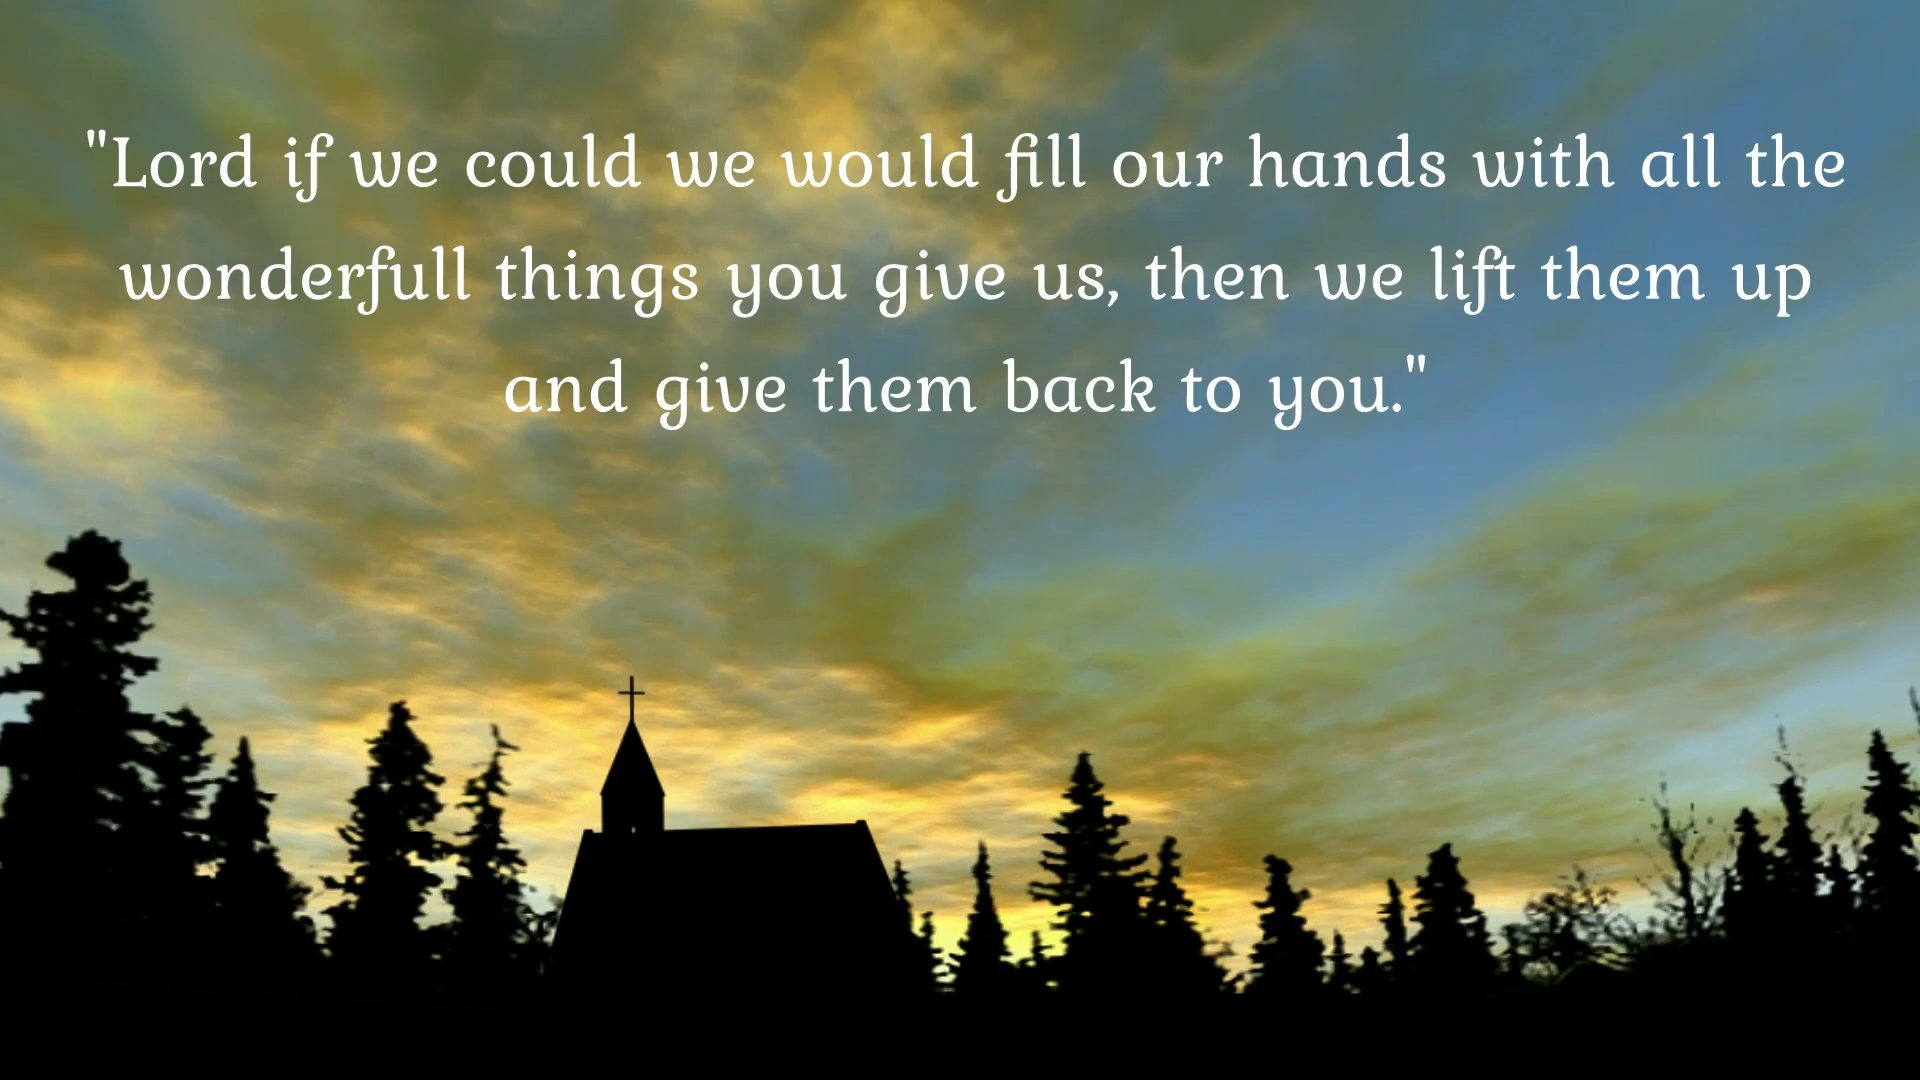 "Lord if we could we would fill our hands with all the
wonderfull things you give us, then we lift them up
and give them back to you."